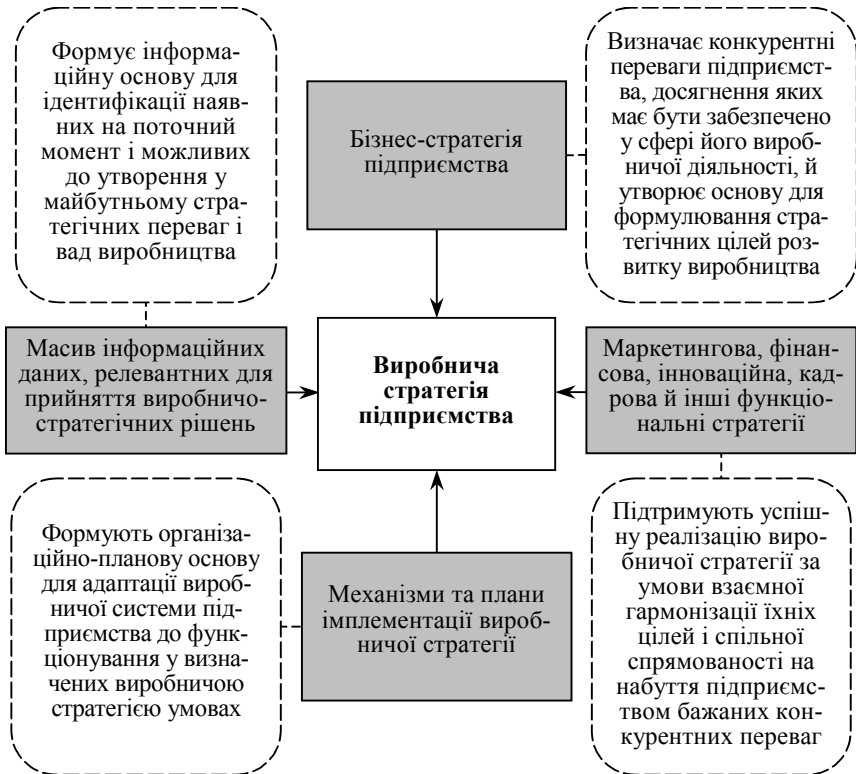 Формує інформа-
ційну основу для
ідентифікації наяв-
них на поточний
момент і можливих
до утворення у
майбутньому стра-
тегічних переваг і
вад виробництва
Бізнес-стратегія
підприємства
Визначає конкурентні
переваги підприємст-
ва, досягнення яких
має бути забезпечено
у сфері його вироб-
ничої діяльності, й
утворює основу для
формулювання стра-
тегічних цілей роз-
витку виробництва
Масив інформаційних
даних, релевантних для
прийняття виробничо-
стратегічних рішень
Виробнича
стратегія
підприємства
Маркетингова, фінан-
сова, інноваційна, кад-
рова й інші функціо-
нальні стратегії
Формують організа-
ційно-планову основу
для адаптації вироб-
ничої системи під-
приємства до функ-
ціонування у визна-
чених виробничою
стратегією умовах
Механізми та плани
імплементації вироб-
ничої стратегії
Підтримують успіш-
ну реалізацію виро-
бничої стратегії за
умови взаємної
гармонізації їхніх
цілей і спільної
спрямованості на
набуття підприємс-
твом бажаних кон-
курентних переваг